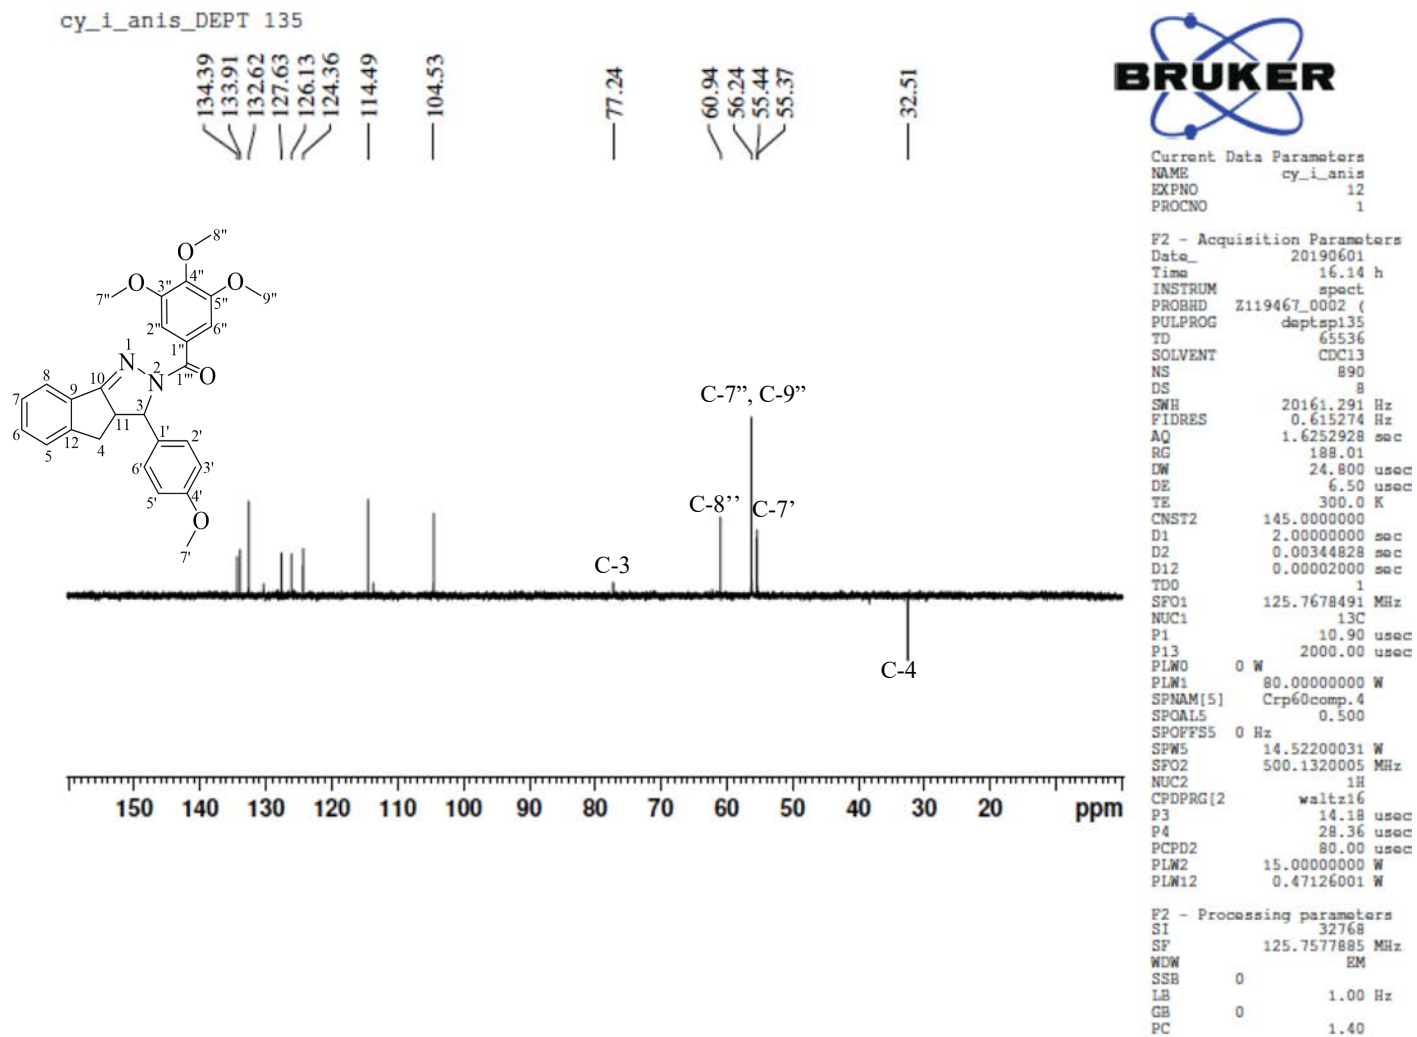 cy_i_anis_DEPT 135
134.39
133.91
132.62
127.63
126.13
124.36
114.49
104.53
77.24
60.94
56.24
55.44
55.37
32.51
BRUKER
8"
O
7"
O
3"
4"
5"
O
9"
2"
6"
1"
N
1
2
N
1'''
O
8
7
6
5
9
10
12
4
11
3
1'
2'
6'
3'
5'
4'
O
7'
C-7”, C-9”
C-8’’
C-7’
C-3
C-4
150 140 130 120 110 100 90 80 70 60 50 40 30 20 ppm
Current Data Parameters
NAME cy_i_anis
EXPNO 12
PROCNO 1
F2 - Acquisition Parameters
Date_ 20190601
Time 16.14 h
INSTRUM spect
PROBHD Z119467_0002 (
PULPROG deptsp135
TD 65536
SOLVENT CDCl3
NS 890
DS 8
SWH 20161.291 Hz
FIDRES 0.615274 Hz
AQ 1.6252928 sec
RG 188.01
DW 24.800 usec
DE 6.50 usec
TE 300.0 K
CNST2 145.0000000
D1 2.00000000 sec
D2 0.00344828 sec
D12 0.00002000 sec
TD0 1
SFO1 125.7678491 MHz
NUC1 13C
P1 10.90 usec
P13 2000.00 usec
PLW0 0 W
PLW1 80.00000000 W
SPNAM[5] Crp60comp.4
SPOAL5 0.500
SPOFFS5 0 Hz
SPW5 14.52200031 W
SFO2 500.1320005 MHz
NUC2 1H
CPDPRG[2 waltz16
P3 14.18 usec
P4 28.36 usec
PCPD2 80.00 usec
PLW2 15.00000000 W
PLW12 0.47126001 W
F2 - Processing parameters
SI 32768
SF 125.7577885 MHz
WDW EM
SSB 0
LB 1.00 Hz
GB 0
PC 1.40